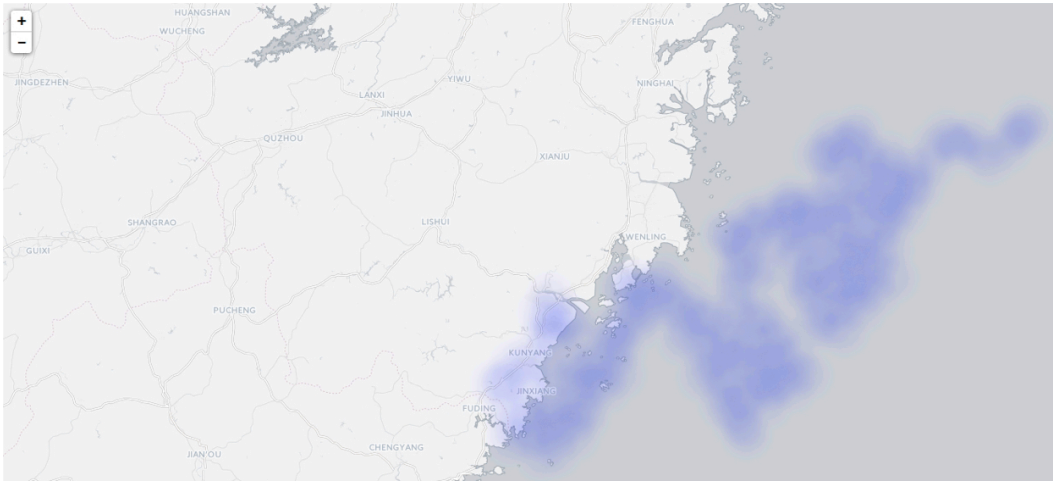 +
HUANGSHAN
FENGHUA
WUCHENG
−
JINGDEZHEN
YIWU
NINGHAI
LANXI
JINHUA
QUZHOU
XIANJU
SHANGRAO
LISHUI
WENLING
GUIXI
PUCHENG
KUNYANG
JINXIANG
FUDING
CHENGYANG
JIAN'OU